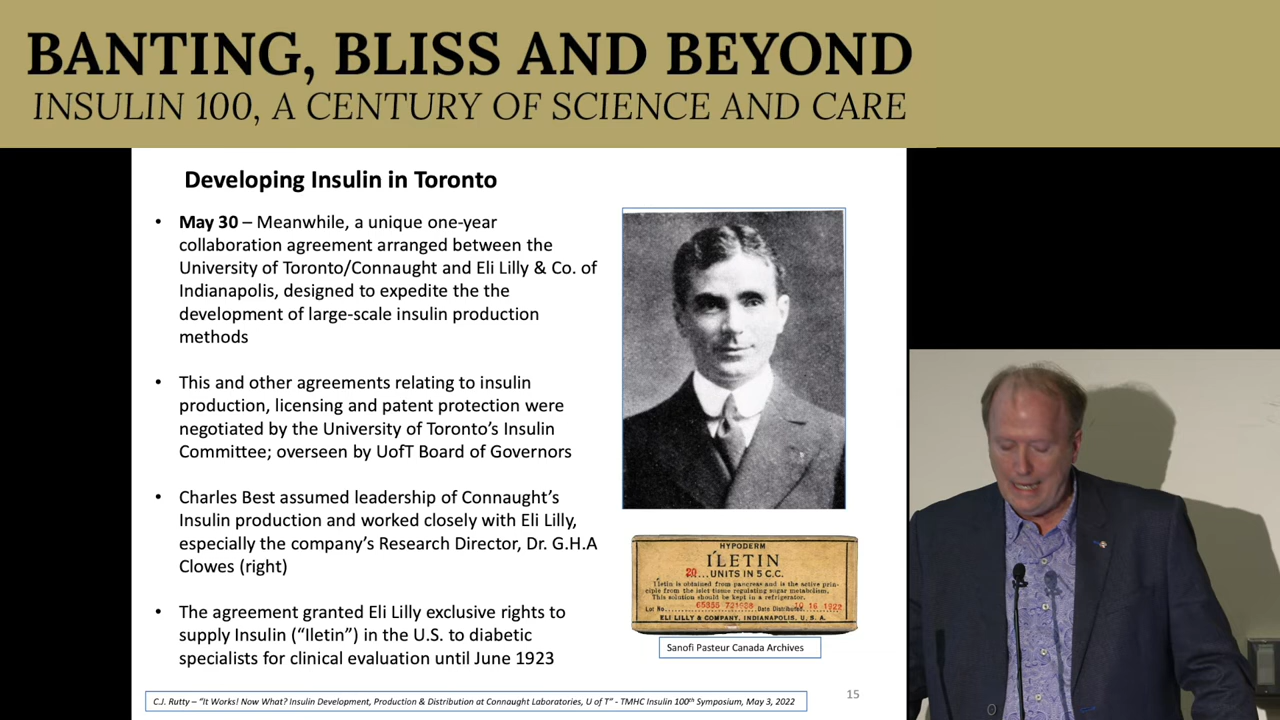 BANTING, BLISS AND BEYOND
INSULIN 100, A CENTURY OF SCIENCE AND CARE
Developing Insulin in Toronto
• May 30 – Meanwhile, a unique one-year
collaboration agreement arranged between the
University of Toronto/Connaught and Eli Lilly & Co. of
Indianapolis, designed to expedite the the
development of large-scale insulin production
methods
• This and other agreements relating to insulin
production, licensing and patent protection were
negotiated by the University of Toronto's Insulin
Committee; overseen by UofT Board of Governors
• Charles Best assumed leadership of Connaught's
Insulin production and worked closely with Eli Lilly,
especially the company's Research Director, Dr. G.H.A
Clowes (right)
• The agreement granted Eli Lilly exclusive rights to
supply Insulin ("Iletin") in the U.S. to diabetic
specialists for clinical evaluation until June 1923
HYPODERM
ILETIN
20...UNITS IN 5 C.C.
Iletin is obtained from pancreas and is the active prin-
ciple from the islet tissue regulating sugar metabolism.
This solution should be kept in a refrigerator.
Lot No. 65355 Date Distributed 16 1922
ELI LILLY & COMPANY, INDIANAPOLIS, U. S. A.
Sanofi Pasteur Canada Archives
C.J. Rutty – "It Works! Now What? Insulin Development, Production & Distribution at Connaught Laboratories, U of T" - TMHC Insulin 100th Symposium, May 3, 2022
15